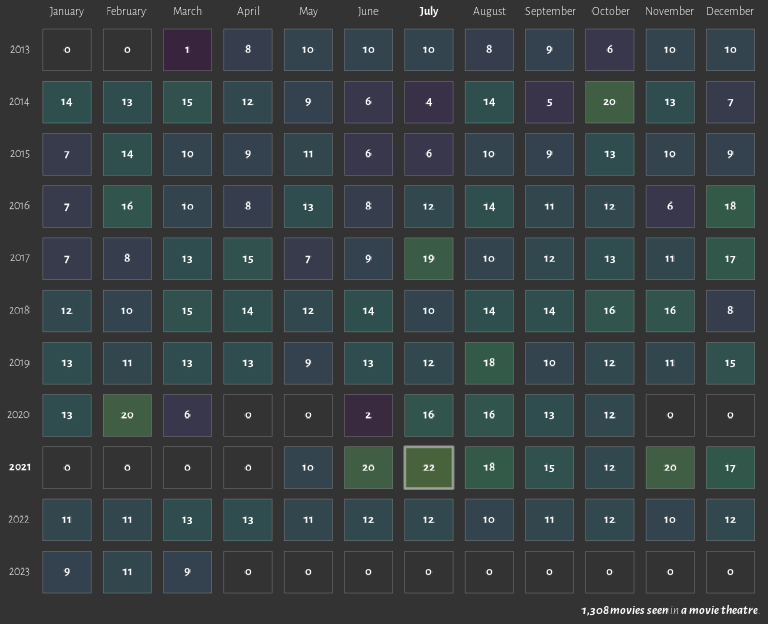 January February March April May June July August September October November December
2013 0 0 1 8 10 10 10 8 9 6 10 10
2014 14 13 15 12 9 6 4 14 5 20 13 7
2015 7 14 10 9 11 6 6 10 9 13 10 9
2016 7 16 10 8 13 8 12 14 11 12 6 18
2017 7 8 13 15 7 9 19 10 12 13 11 17
2018 12 10 15 14 12 14 10 14 14 16 16 8
2019 13 11 13 13 9 13 12 18 10 12 11 15
2020 13 20 6 0 0 2 16 16 13 12 0 0
2021 0 0 0 0 10 20 22 18 15 12 20 17
2022 11 11 13 13 11 12 12 10 11 12 10 12
2023 9 11 9 0 0 0 0 0 0 0 0 0
1,308 movies seen in a movie theatre.